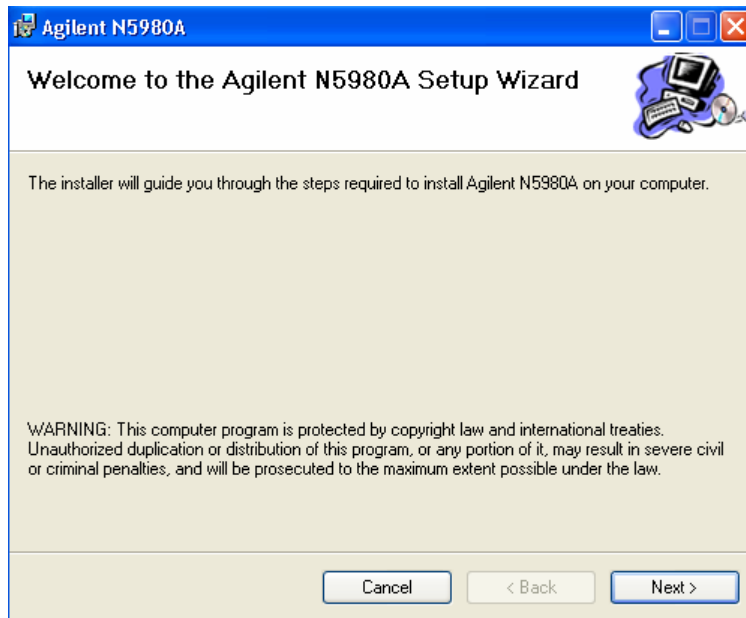 Agilent N5980A
Welcome to the Agilent N5980A Setup Wizard
The installer will guide you through the steps required to install Agilent N5980A on your computer.
WARNING: This computer program is protected by copyright law and international treaties.
Unauthorized duplication or distribution of this program, or any portion of it, may result in severe civil
or criminal penalties, and will be prosecuted to the maximum extent possible under the law.
Cancel
< Back
Next >